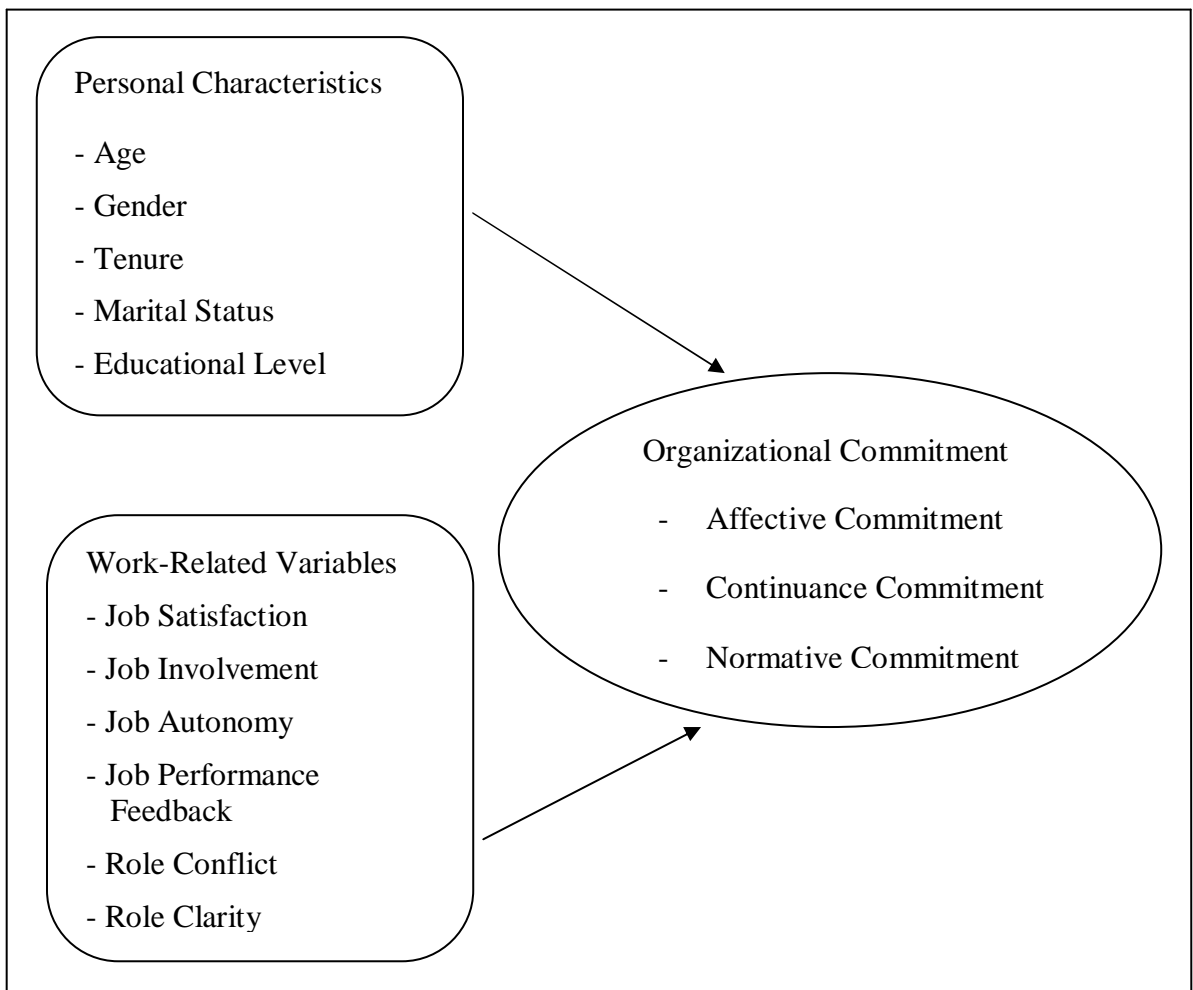 Personal Characteristics
- Age
- Gender
- Tenure
- Marital Status
- Educational Level
Organizational Commitment
- Affective Commitment
- Continuance Commitment
- Normative Commitment
Work-Related Variables
- Job Satisfaction
- Job Involvement
- Job Autonomy
- Job Performance
Feedback
- Role Conflict
- Role Clarity